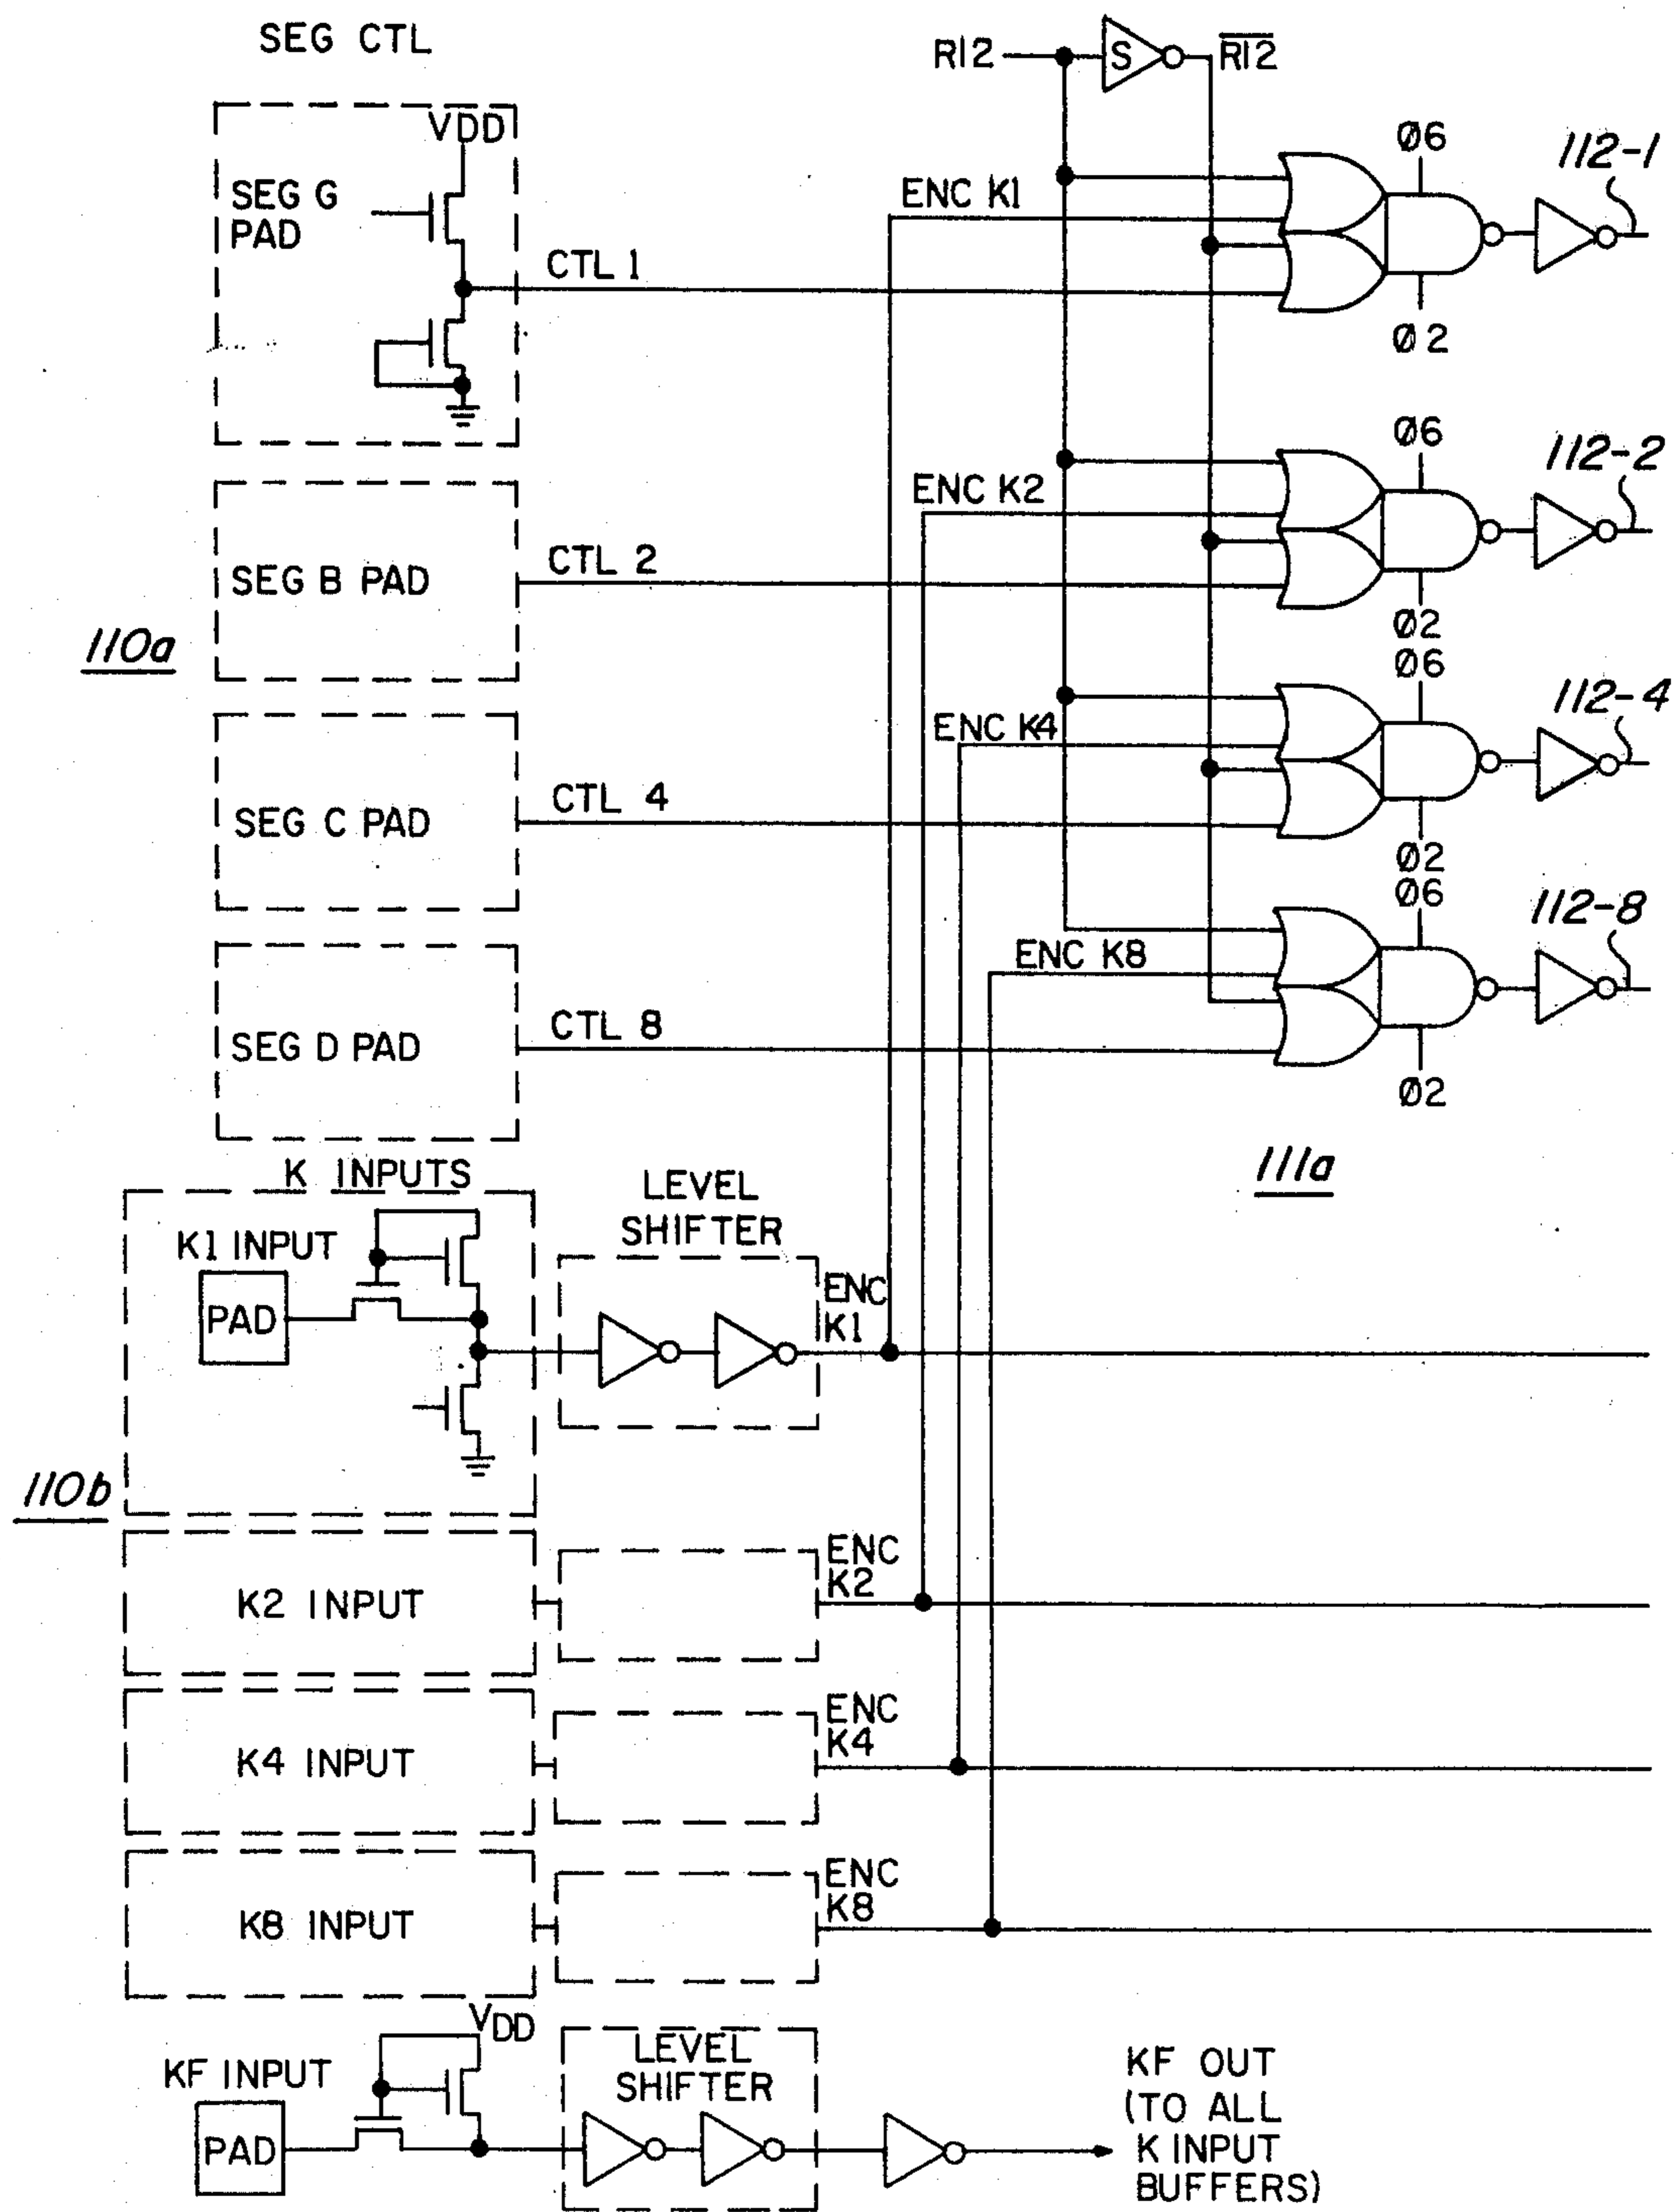 SEG CTL
R12
S
R12
VDD
SEG G
PAD
Ø6
112-1
ENC K1
CTL 1
Ø2
Ø6
112-2
ENC K2
CTL 2
SEG B PAD
110a
Ø2
Ø6
112-4
ENC K4
CTL 4
SEG C PAD
Ø2
Ø6
112-8
ENC K8
CTL 8
SEG D PAD
Ø2
111a
K INPUTS
LEVEL
SHIFTER
K1 INPUT
PAD
ENC
K1
110b
ENC
K2
K2 INPUT
ENC
K4
K4 INPUT
ENC
K8
K8 INPUT
VDD
KF INPUT
PAD
LEVEL
SHIFTER
KF OUT
(TO ALL
K INPUT
BUFFERS)